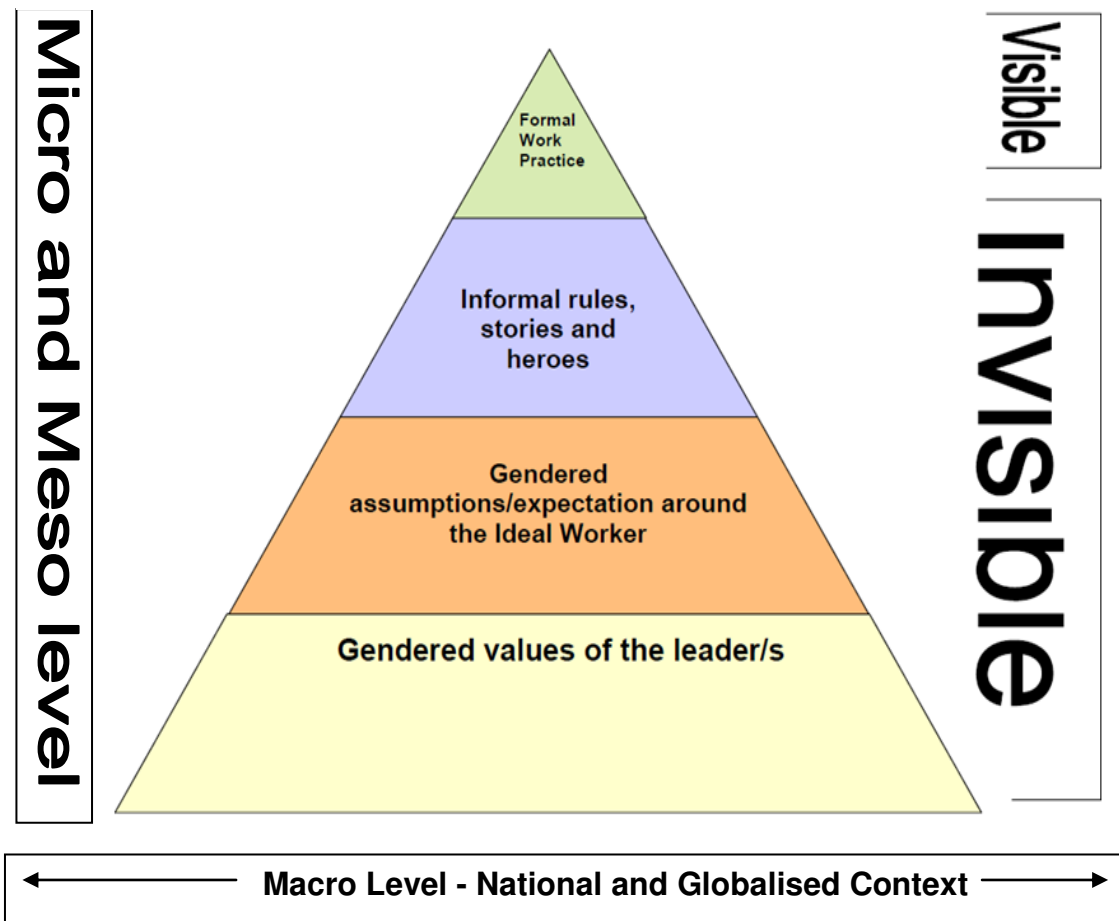 Micro and Meso level
Visible
Formal
Work
Practice
Invisible
Informal rules,
stories and
heroes
Gendered
assumptions/expectation around
the Ideal Worker
Gendered values of the leader/s
Macro Level - National and Globalised Context